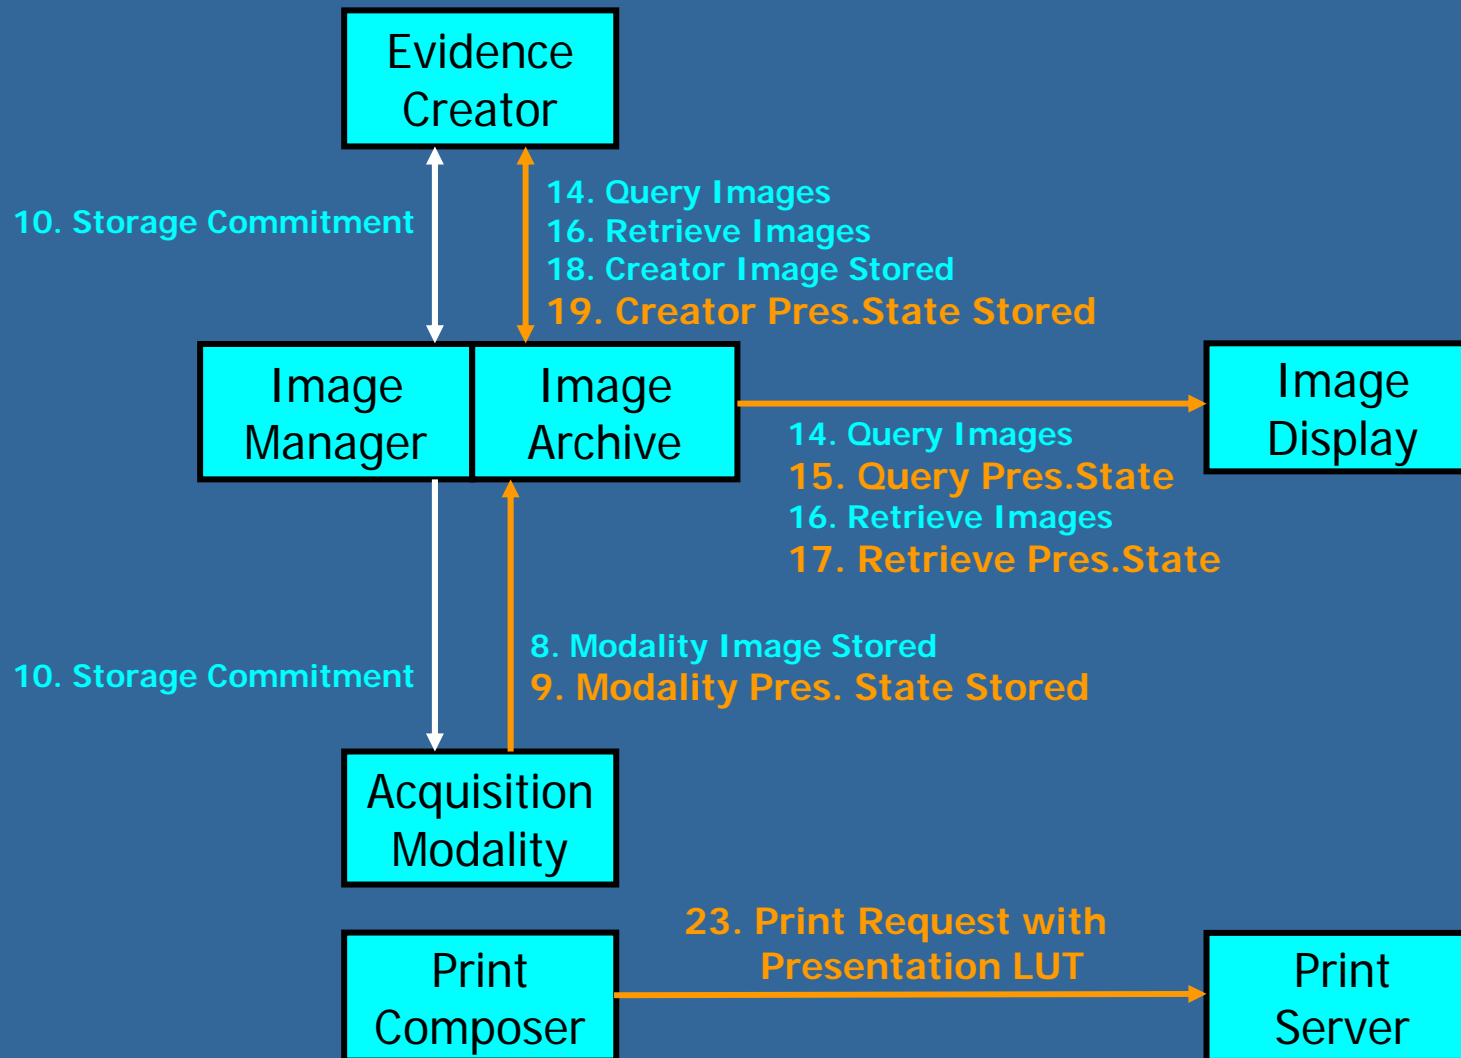 Evidence
Creator
10. Storage Commitment
14. Query Images
16. Retrieve Images
18. Creator Image Stored
19. Creator Pres.State Stored
Image
Manager
Image
Archive
Image
Display
14. Query Images
15. Query Pres.State
16. Retrieve Images
17. Retrieve Pres.State
10. Storage Commitment
8. Modality Image Stored
9. Modality Pres. State Stored
Acquisition
Modality
23. Print Request with
Presentation LUT
Print
Composer
Print
Server